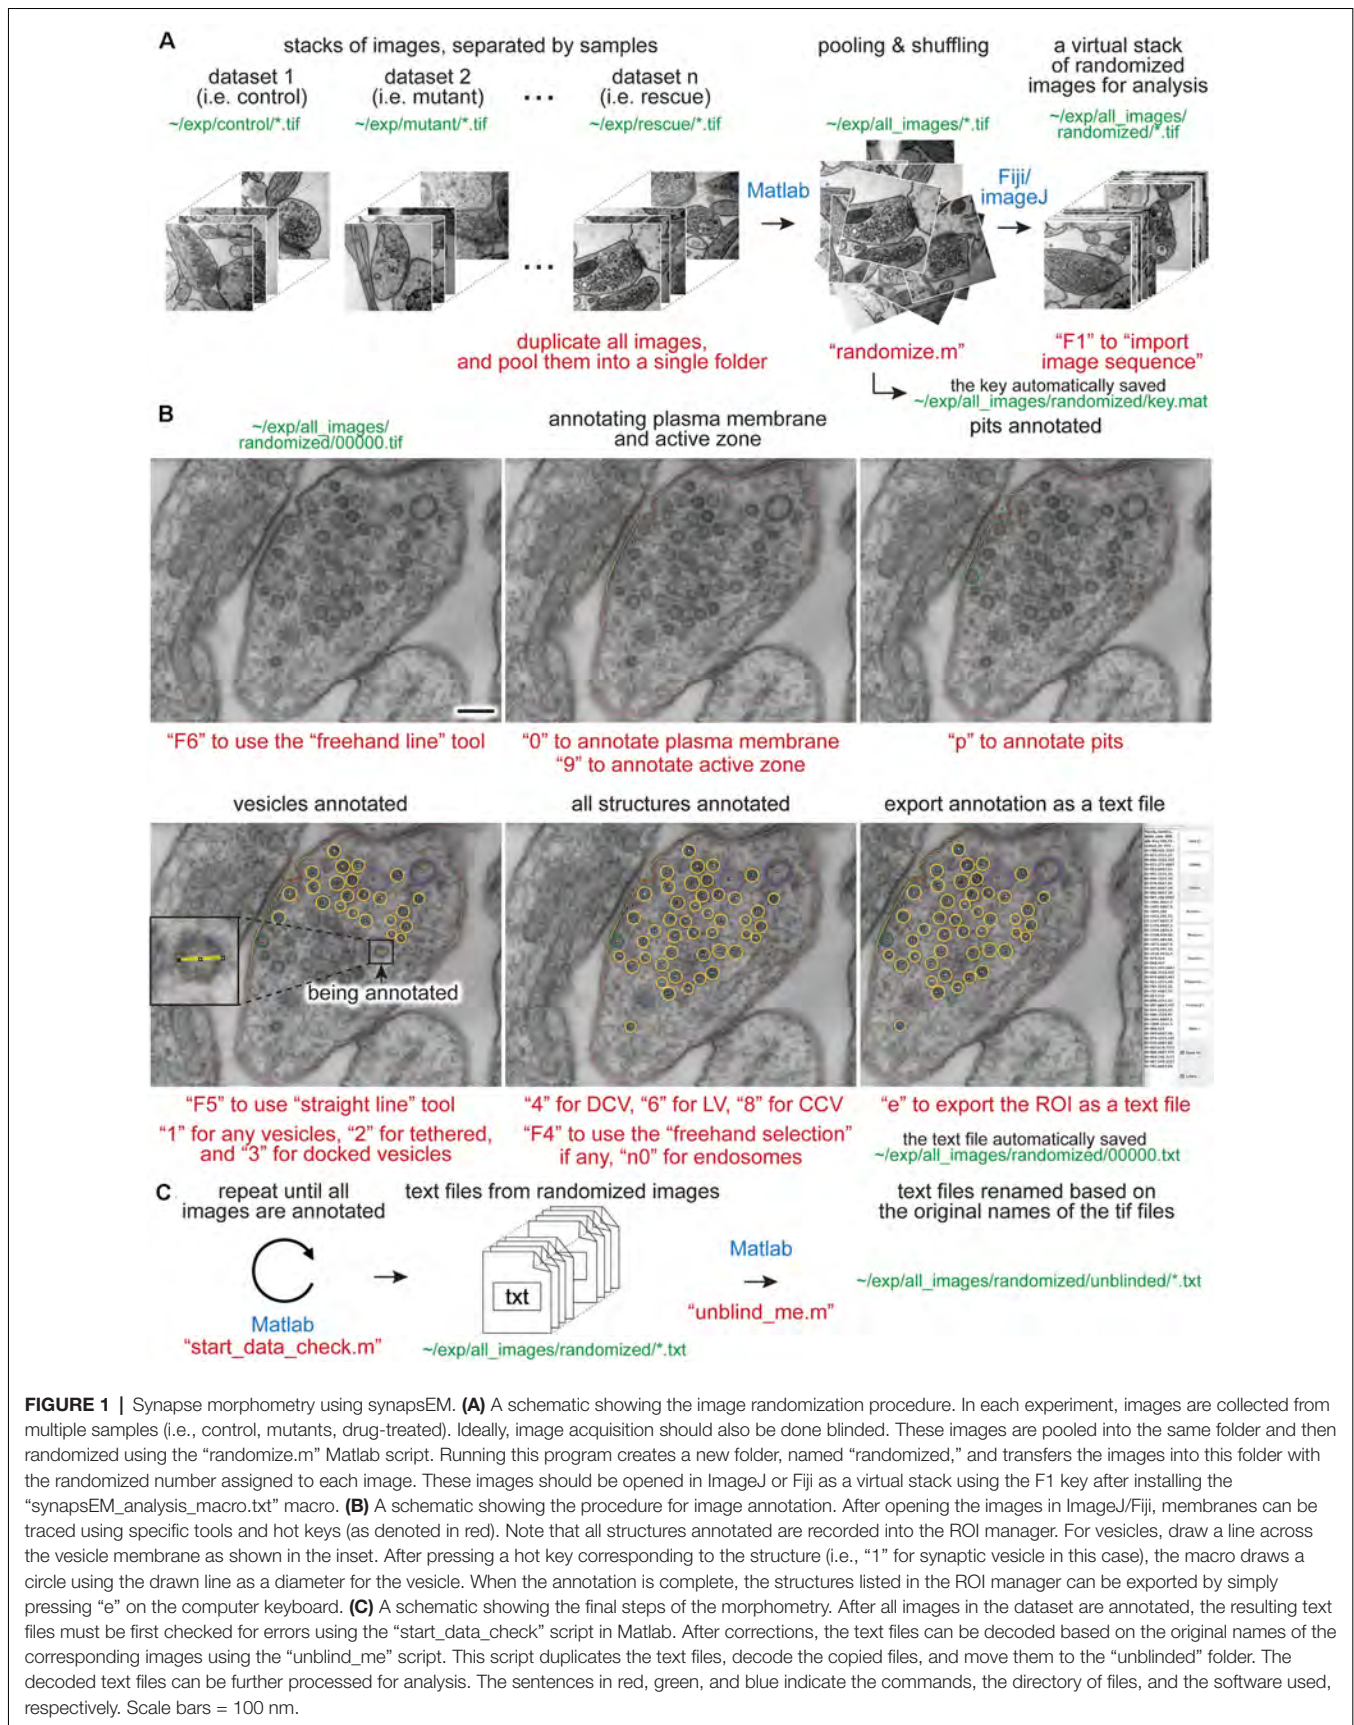 A
stacks of images, separated by samples
pooling & shuffling
a virtual stack
of randomized
images for analysis
dataset 1
(i.e. control)
dataset 2
(i.e. mutant)
...
dataset n
(i.e. rescue)
~/exp/control/*.tif
~/exp/mutant/*.tif
~/exp/rescue/*.tif
~/exp/all_images/*.tif
~/exp/all_images/
randomized/*.tif
Matlab
Fiji/
imageJ
...
duplicate all images,
and pool them into a single folder
"randomize.m"
"F1" to "import
image sequence"
the key automatically saved
~/exp/all_images/randomized/key.mat
B
~/exp/all_images/
randomized/00000.tif
annotating plasma membrane
and active zone
pits annotated
"F6" to use the "freehand line" tool
"0" to annotate plasma membrane
"9" to annotate active zone
"p" to annotate pits
vesicles annotated
all structures annotated
export annotation as a text file
being annotated
"F5" to use "straight line" tool
"1" for any vesicles, "2" for tethered,
and "3" for docked vesicles
"4" for DCV, "6" for LV, "8" for CCV
"F4" to use the "freehand selection"
if any, "n0" for endosomes
"e" to export the ROI as a text file
the text file automatically saved
~/exp/all_images/randomized/00000.txt
C
repeat until all
images are annotated
text files from randomized images
text files renamed based on
the original names of the tif files
Matlab
"start_data_check.m"
txt
~/exp/all_images/randomized/*.txt
Matlab
"unblind_me.m"
~/exp/all_images/randomized/unblinded/*.txt
FIGURE 1 | Synapse morphometry using synapsEM. (A) A schematic showing the image randomization procedure. In each experiment, images are collected from
multiple samples (i.e., control, mutants, drug-treated). Ideally, image acquisition should also be done blinded. These images are pooled into the same folder and then
randomized using the "randomize.m" Matlab script. Running this program creates a new folder, named "randomized," and transfers the images into this folder with
the randomized number assigned to each image. These images should be opened in ImageJ or Fiji as a virtual stack using the F1 key after installing the
"synapsEM_analysis_macro.txt" macro. (B) A schematic showing the procedure for image annotation. After opening the images in ImageJ/Fiji, membranes can be
traced using specific tools and hot keys (as denoted in red). Note that all structures annotated are recorded into the ROI manager. For vesicles, draw a line across
the vesicle membrane as shown in the inset. After pressing a hot key corresponding to the structure (i.e., "1" for synaptic vesicle in this case), the macro draws a
circle using the drawn line as a diameter for the vesicle. When the annotation is complete, the structures listed in the ROI manager can be exported by simply
pressing "e" on the computer keyboard. (C) A schematic showing the final steps of the morphometry. After all images in the dataset are annotated, the resulting text
files must be first checked for errors using the "start_data_check" script in Matlab. After corrections, the text files can be decoded based on the original names of the
corresponding images using the "unblind_me" script. This script duplicates the text files, decode the copied files, and move them to the "unblinded" folder. The
decoded text files can be further processed for analysis. The sentences in red, green, and blue indicate the commands, the directory of files, and the software used,
respectively. Scale bars = 100 nm.